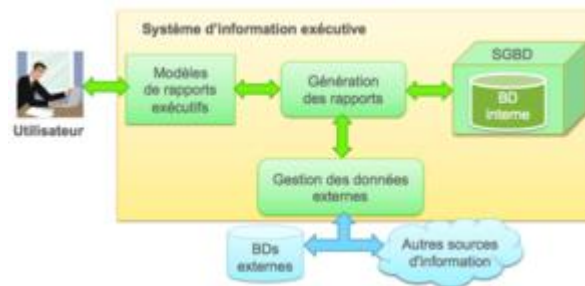 Système d'information exécutive
SGBD
Modèles
de rapports
exécutifs
Génération
des rapports
BD
interne
Utilisateur
Gestion des données
externes
BDs
externes
Autres sources
d'information